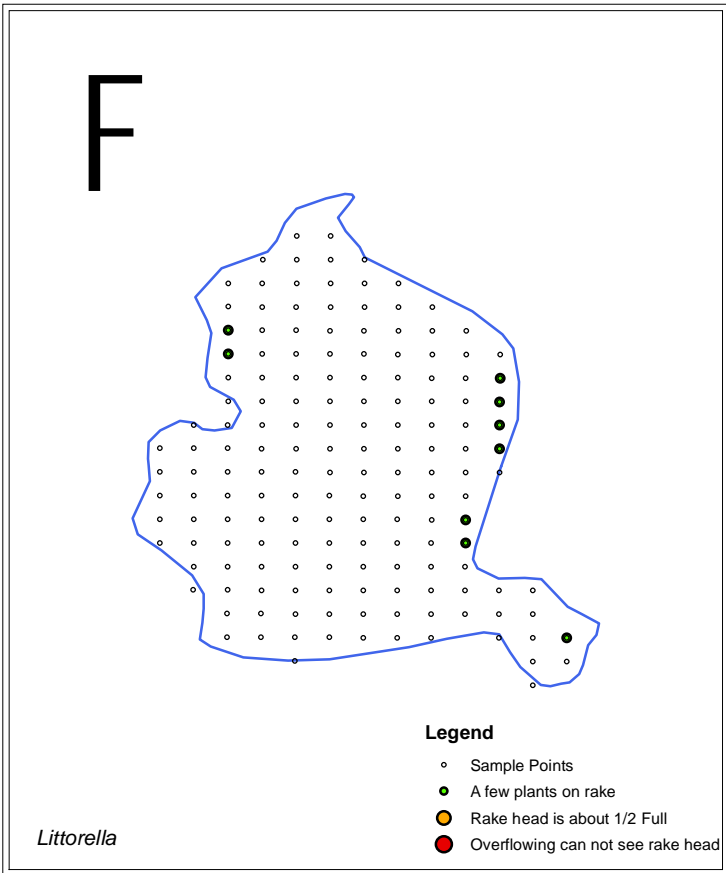 F
Legend
Sample Points
A few plants on rake
Rake head is about 1/2 Full
Overflowing can not see rake head
Littorella